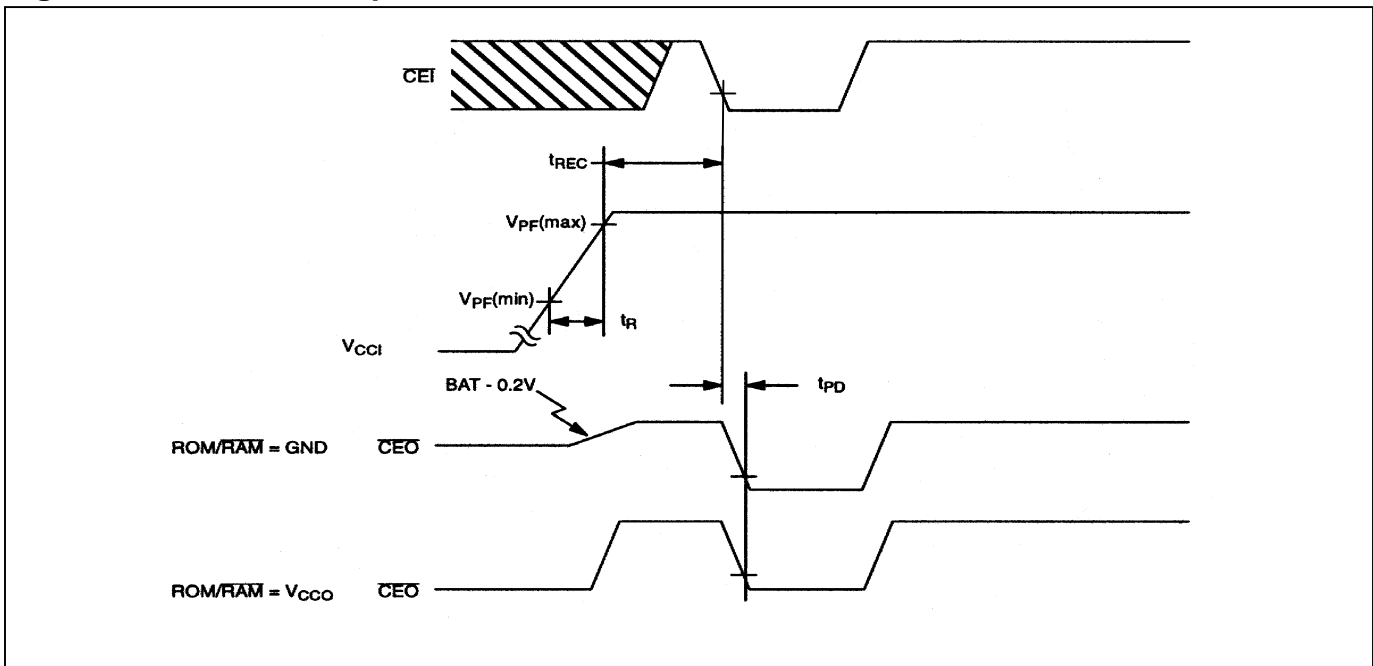 CEI
tREC
VPF(max)
VPF(min)
tR
VCCI
BAT - 0.2V
tPD
ROM/RAM = GND CEO
ROM/RAM = VCCO CEO